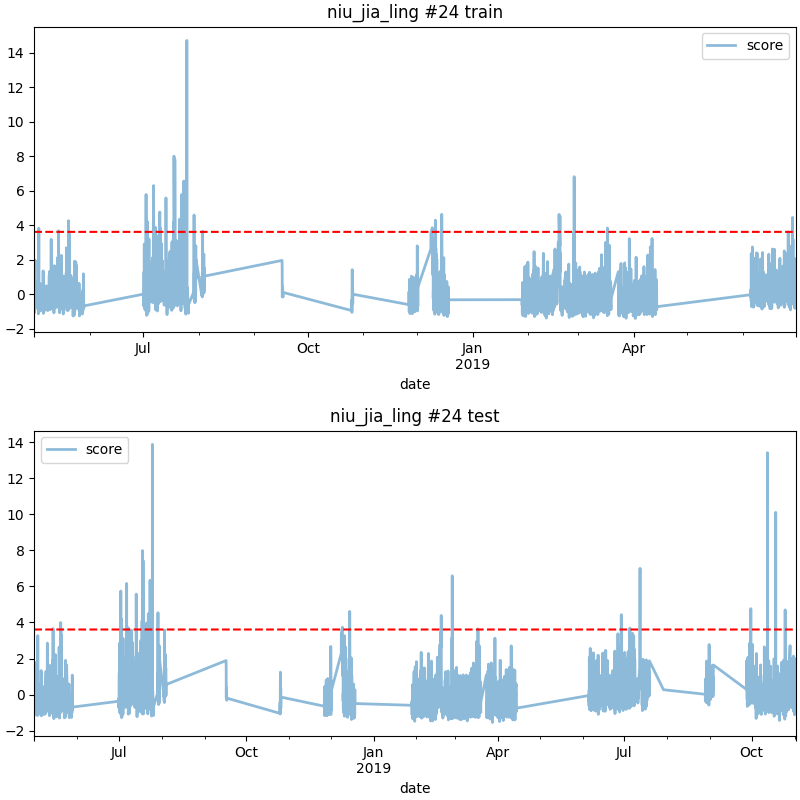 niu_jia_ling #24 train
score
14
12
10
8
6
4
2
0
−2
Jul
Oct
Jan
2019
Apr
date
niu_jia_ling #24 test
score
14
12
10
8
6
4
2
0
−2
Jul
Oct
Jan
2019
Apr
Jul
Oct
date